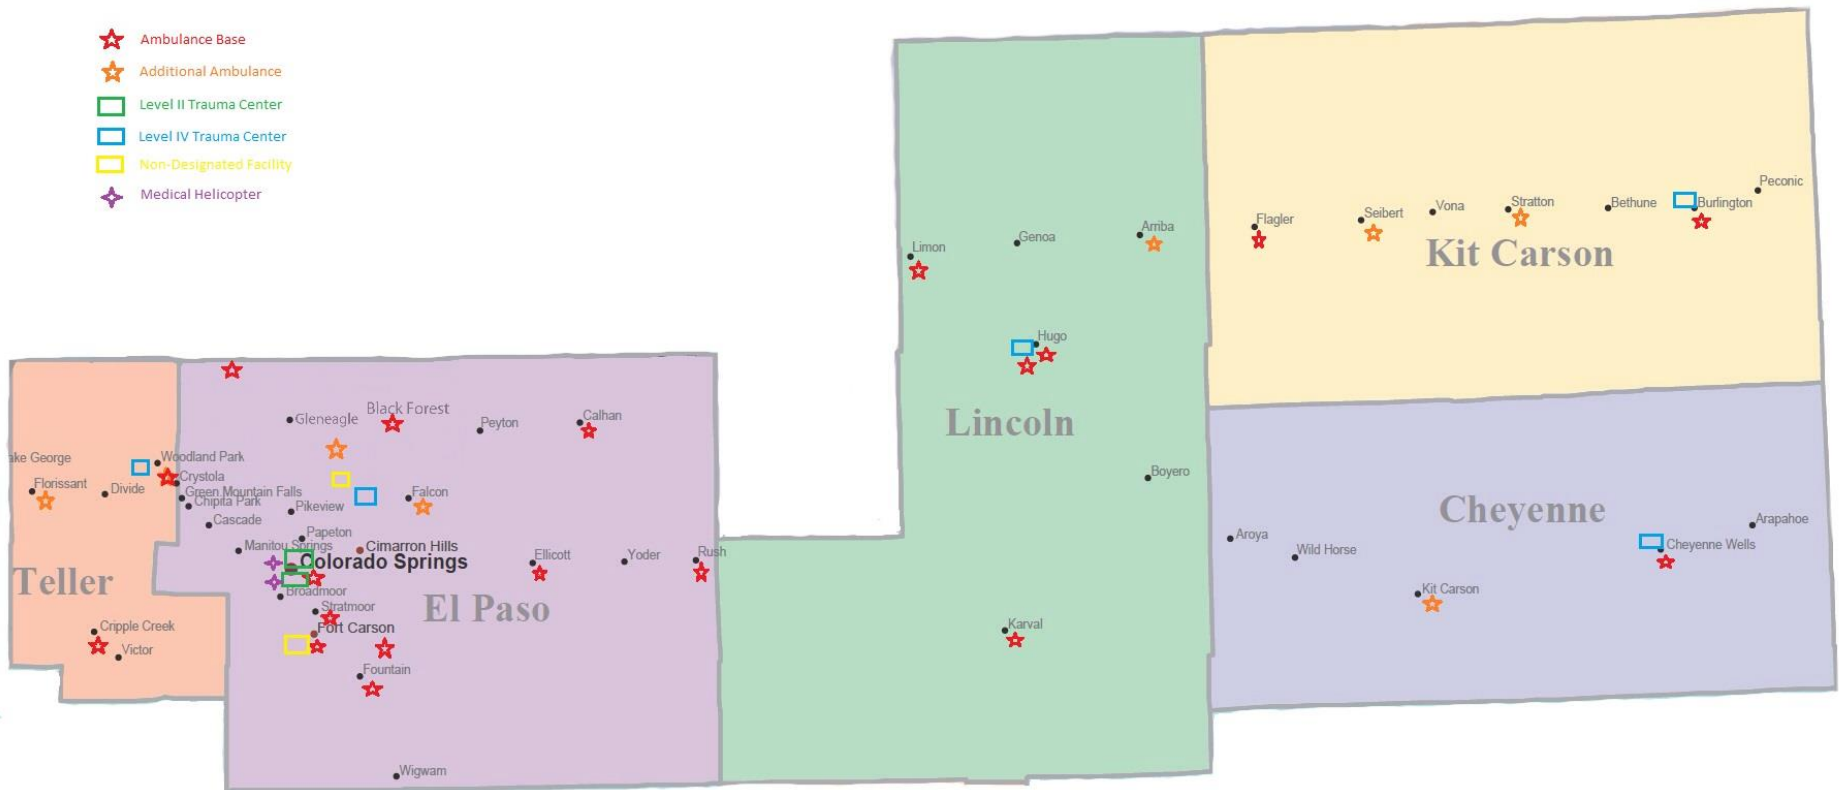 Ambulance Base
Additional Ambulance
Level II Trauma Center
Level IV Trauma Center
Non-Designated Facility
Medical Helicopter
Peconic
Flagler
Seibert
Vona
Stratton
Bethune
Burlington
Kit Carson
Limon
Genoa
Arriba
Hugo
Lincoln
Boyero
Karval
Cheyenne
Aroya
Wild Horse
Kit Carson
Cheyenne Wells
Arapahoe
Gleneagle
Black Forest
Peyton
Calhan
ake George
Woodland Park
Crystola
Florissant
Divide
Green Mountain Falls
Chipita Park
Cascade
Pikeview
Falcon
Papeton
Manitou Springs
Cimarron Hills
Colorado Springs
Ellicott
Yoder
Rush
Teller
Broadmoor
Stratmoor
El Paso
Fort Carson
Cripple Creek
Victor
Fountain
Wigwam